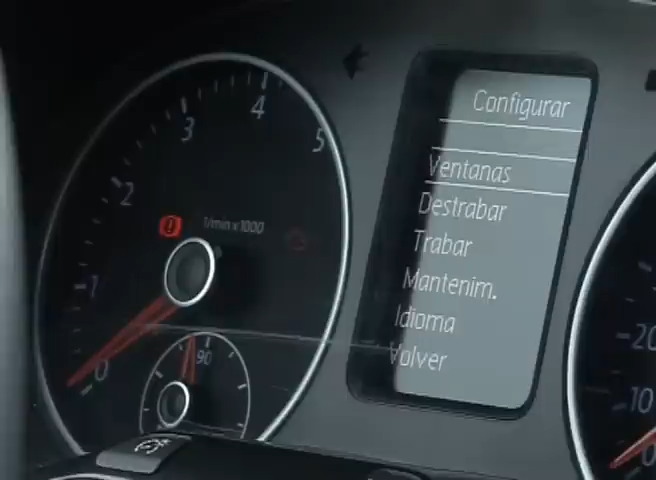 Configurar
Ventanas
Destrabar
Trabar
Mantenim.
Idioma
Volver
5
4
3
2
1
0
1/min x 1000
90
20
10
0